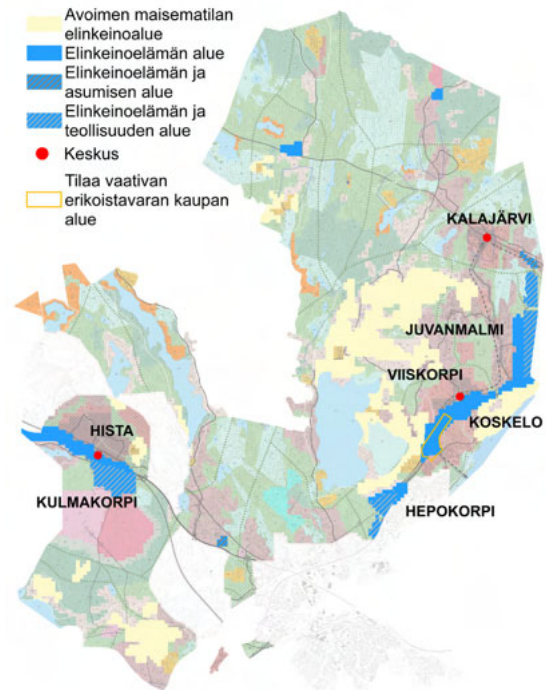 Avoimen maisematilan
elinkeinoalue
Elinkeinoelämän alue
Elinkeinoelämän ja
asumisen alue
Elinkeinoelämän ja
teollisuuden alue
Keskus
Tilaa vaativan
erikoistavaran kaupan
alue
KALAJÄRVI
JUVANMALMI
VIISKORPI
KOSKELO
HISTA
KULMAKORPI
HEPOKORPI